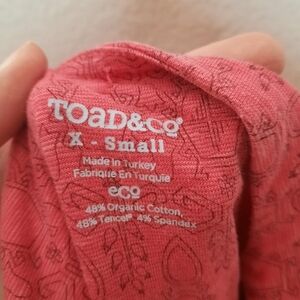 TOAD&CO®
X - Small
Made in Turkey
Fabriqué En Turquie
eco
48% Organic Cotton,
48% Tencel® 4% Spandex